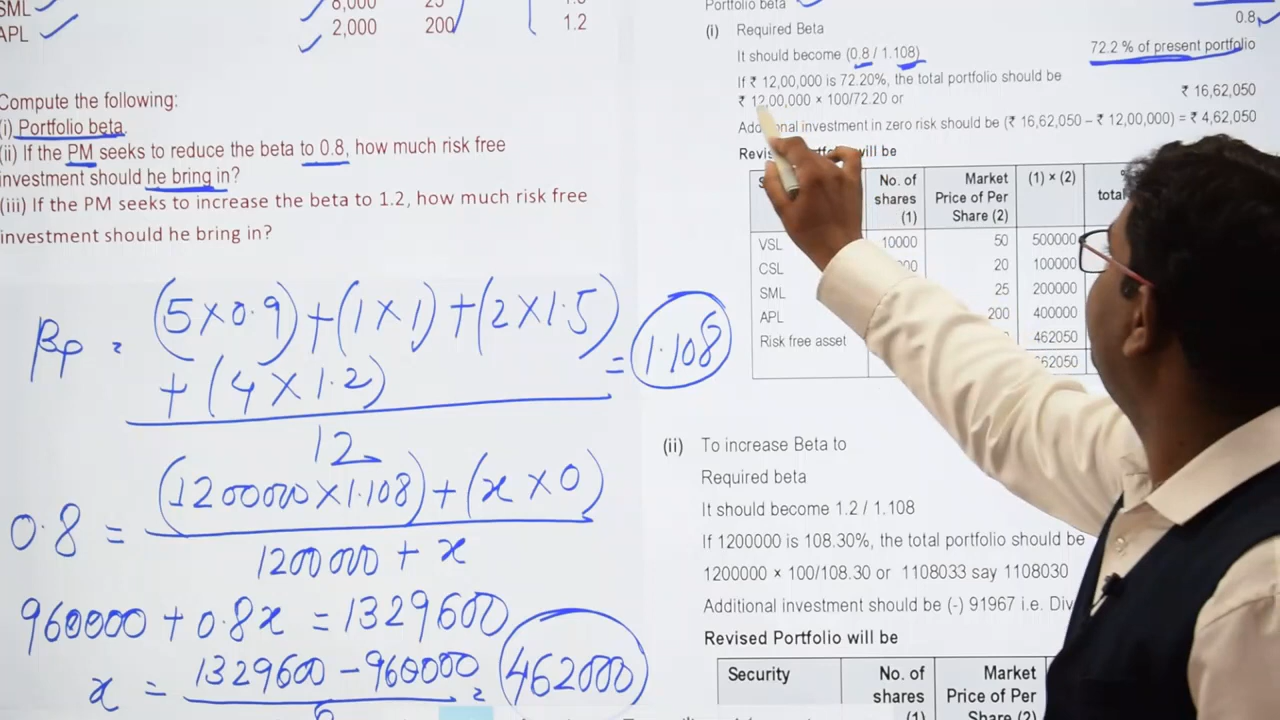 SML
APL 2,000 200 1.2
Compute the following:
(i) Portfolio beta
(ii) If the PM seeks to reduce the beta to 0.8, how much risk free
investment should he bring in?
(iii) If the PM seeks to increase the beta to 1.2, how much risk free
investment should he bring in?
βp = (5×0.9)+(1×1)+(2×1.5)
+(4×1.2) = 1.108
12
0.8 = (1200000×1.108)+(x×0)
1200000 + x
960000 + 0.8x = 1329600
x = 1329600 - 960000 = 462000
Portfolio beta
0.8
(i) Required Beta
It should become (0.8 / 1.108) 72.2 % of present portfolio
If ₹ 12,00,000 is 72.20%, the total portfolio should be
₹ 12,00,000 × 100/72.20 or ₹ 16,62,050
investment in zero risk should be (₹ 16,62,050 – ₹ 12,00,000) = ₹ 4,62,050
will be
No. of shares (1) Market Price of Per Share (2) (1) × (2)
VSL 10000 50 500000
CSL 20 100000
SML 25 200000
APL 200 400000
Risk free asset 462050
(ii) To increase Beta to
Required beta
It should become 1.2 / 1.108
If 1200000 is 108.30%, the total portfolio should be
1200000 × 100/108.30 or 1108033 say 1108030
Additional investment should be (-) 91967 i.e.
Revised Portfolio will be
Security No. of shares (1) Market Price of Per Share (2)